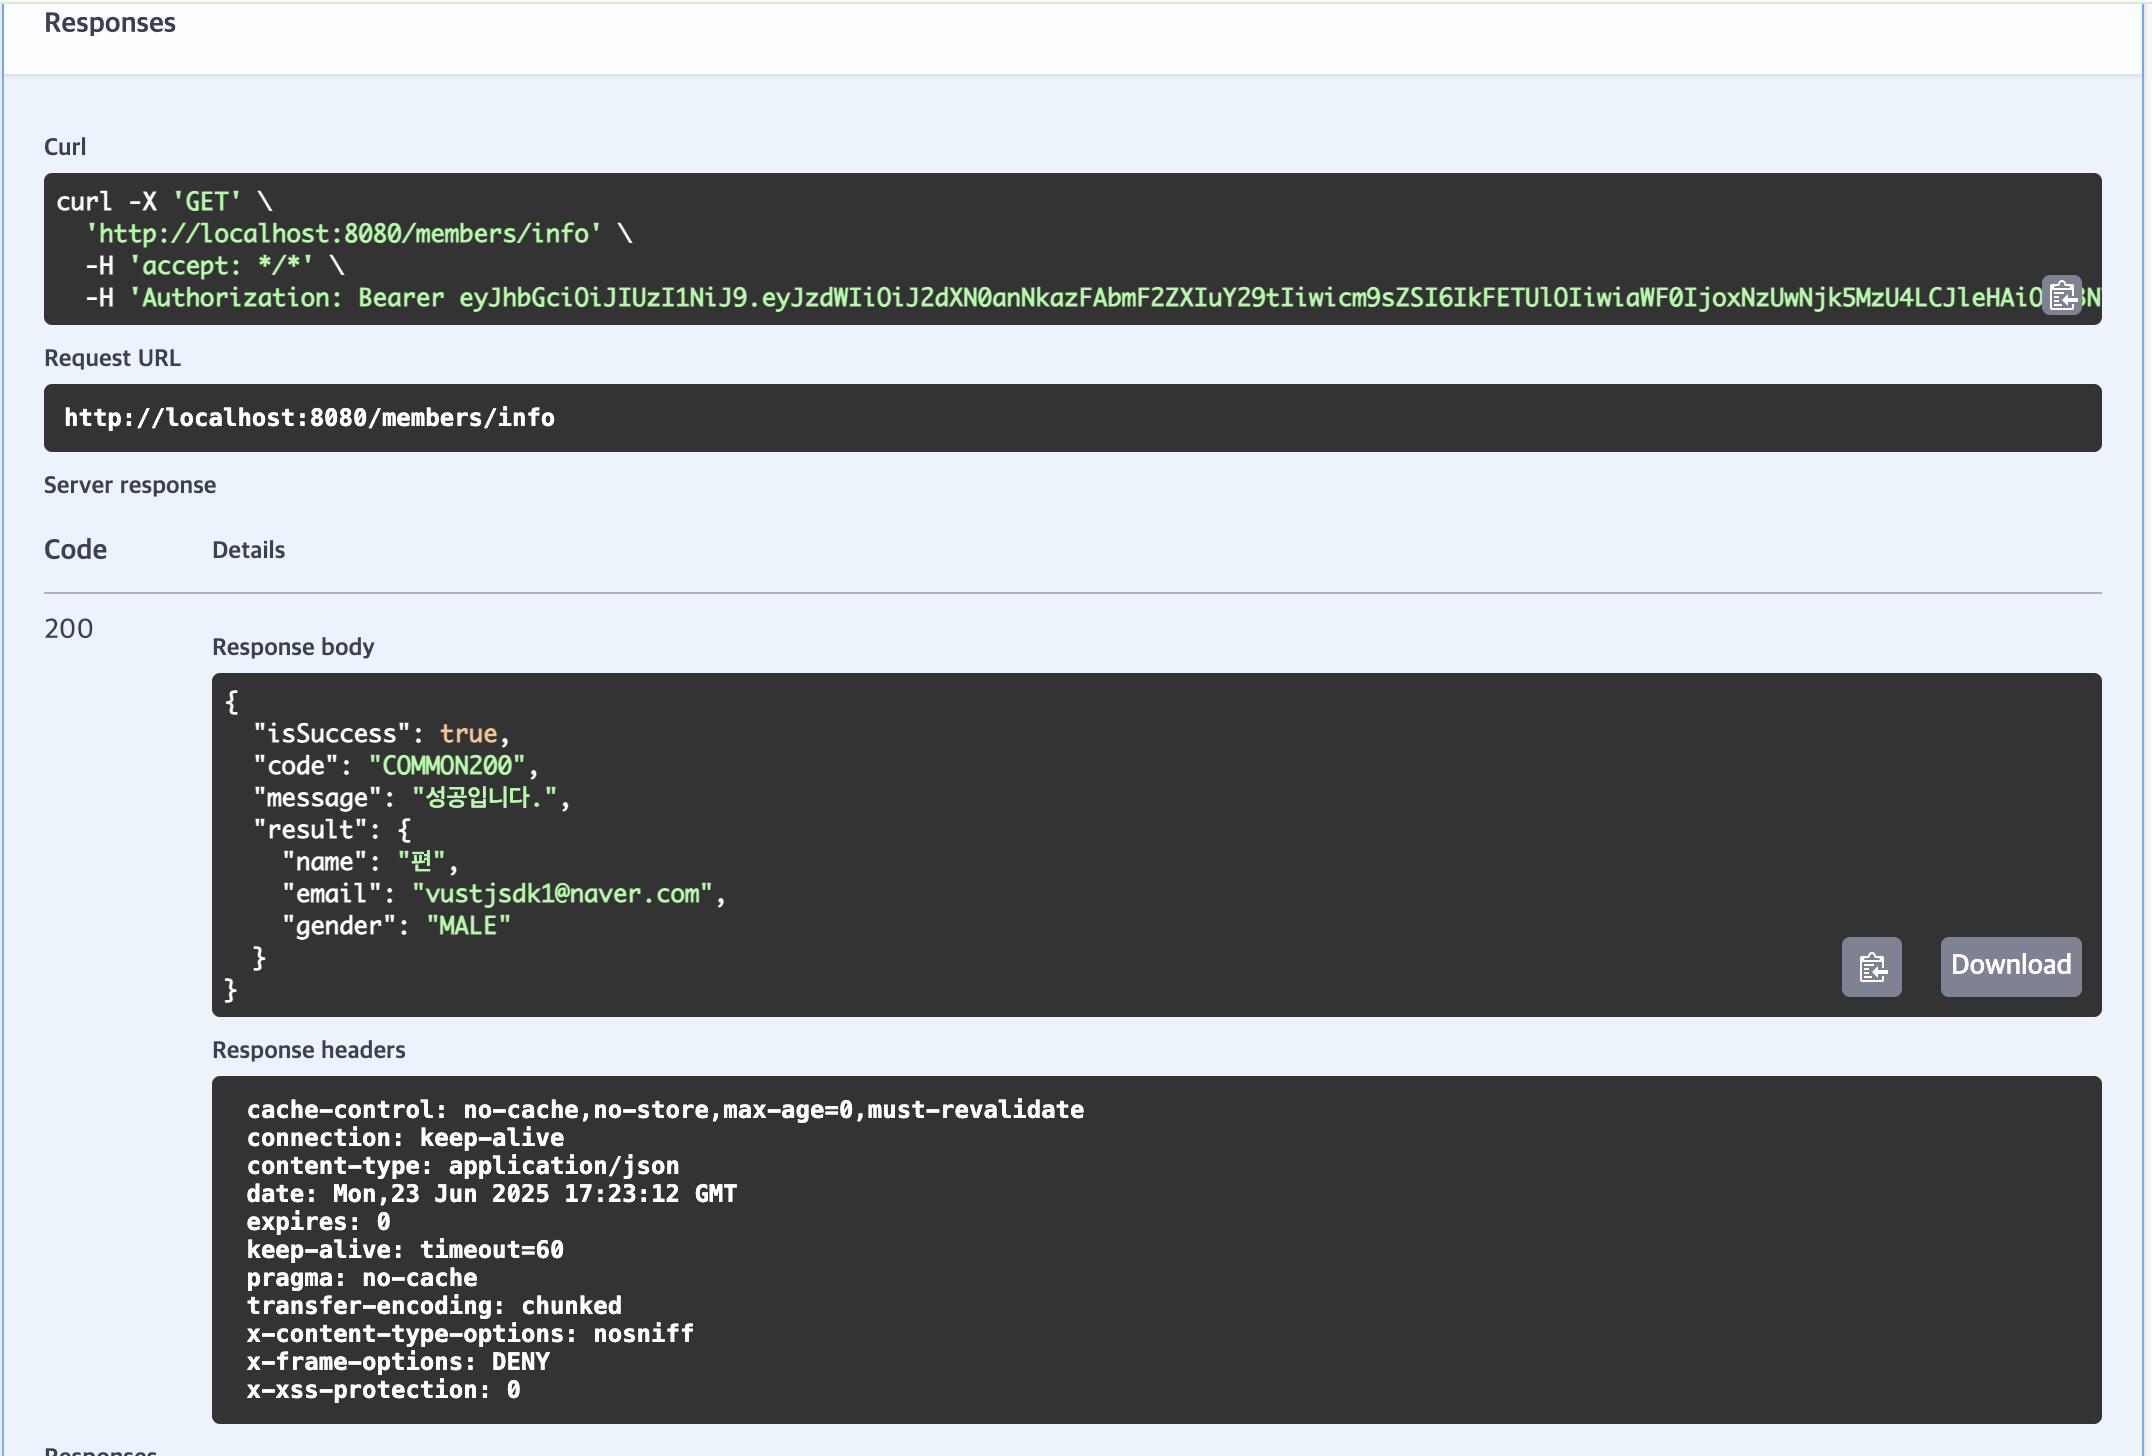 Responses
Curl
curl -X 'GET' \
'http://localhost:8080/members/info' \
-H 'accept: */*' \
-H 'Authorization: Bearer eyJhbGciOiJIUzI1NiJ9.eyJzdWIiOiJ2dXN0anNkazFAbmF2ZXIuY29tIiwicm9sZSI6IkFETUlOIiwiaWF0IjoxNzUwNjk5MzU4LCJleHAiO
Request URL
http://localhost:8080/members/info
Server response
Code Details
200
Response body
{
"isSuccess": true,
"code": "COMMON200",
"message": "성공입니다.",
"result": {
"name": "편",
"email": "vustjsdk1@naver.com",
"gender": "MALE"
}
}
Download
Response headers
cache-control: no-cache,no-store,max-age=0,must-revalidate
connection: keep-alive
content-type: application/json
date: Mon,23 Jun 2025 17:23:12 GMT
expires: 0
keep-alive: timeout=60
pragma: no-cache
transfer-encoding: chunked
x-content-type-options: nosniff
x-frame-options: DENY
x-xss-protection: 0
Responses